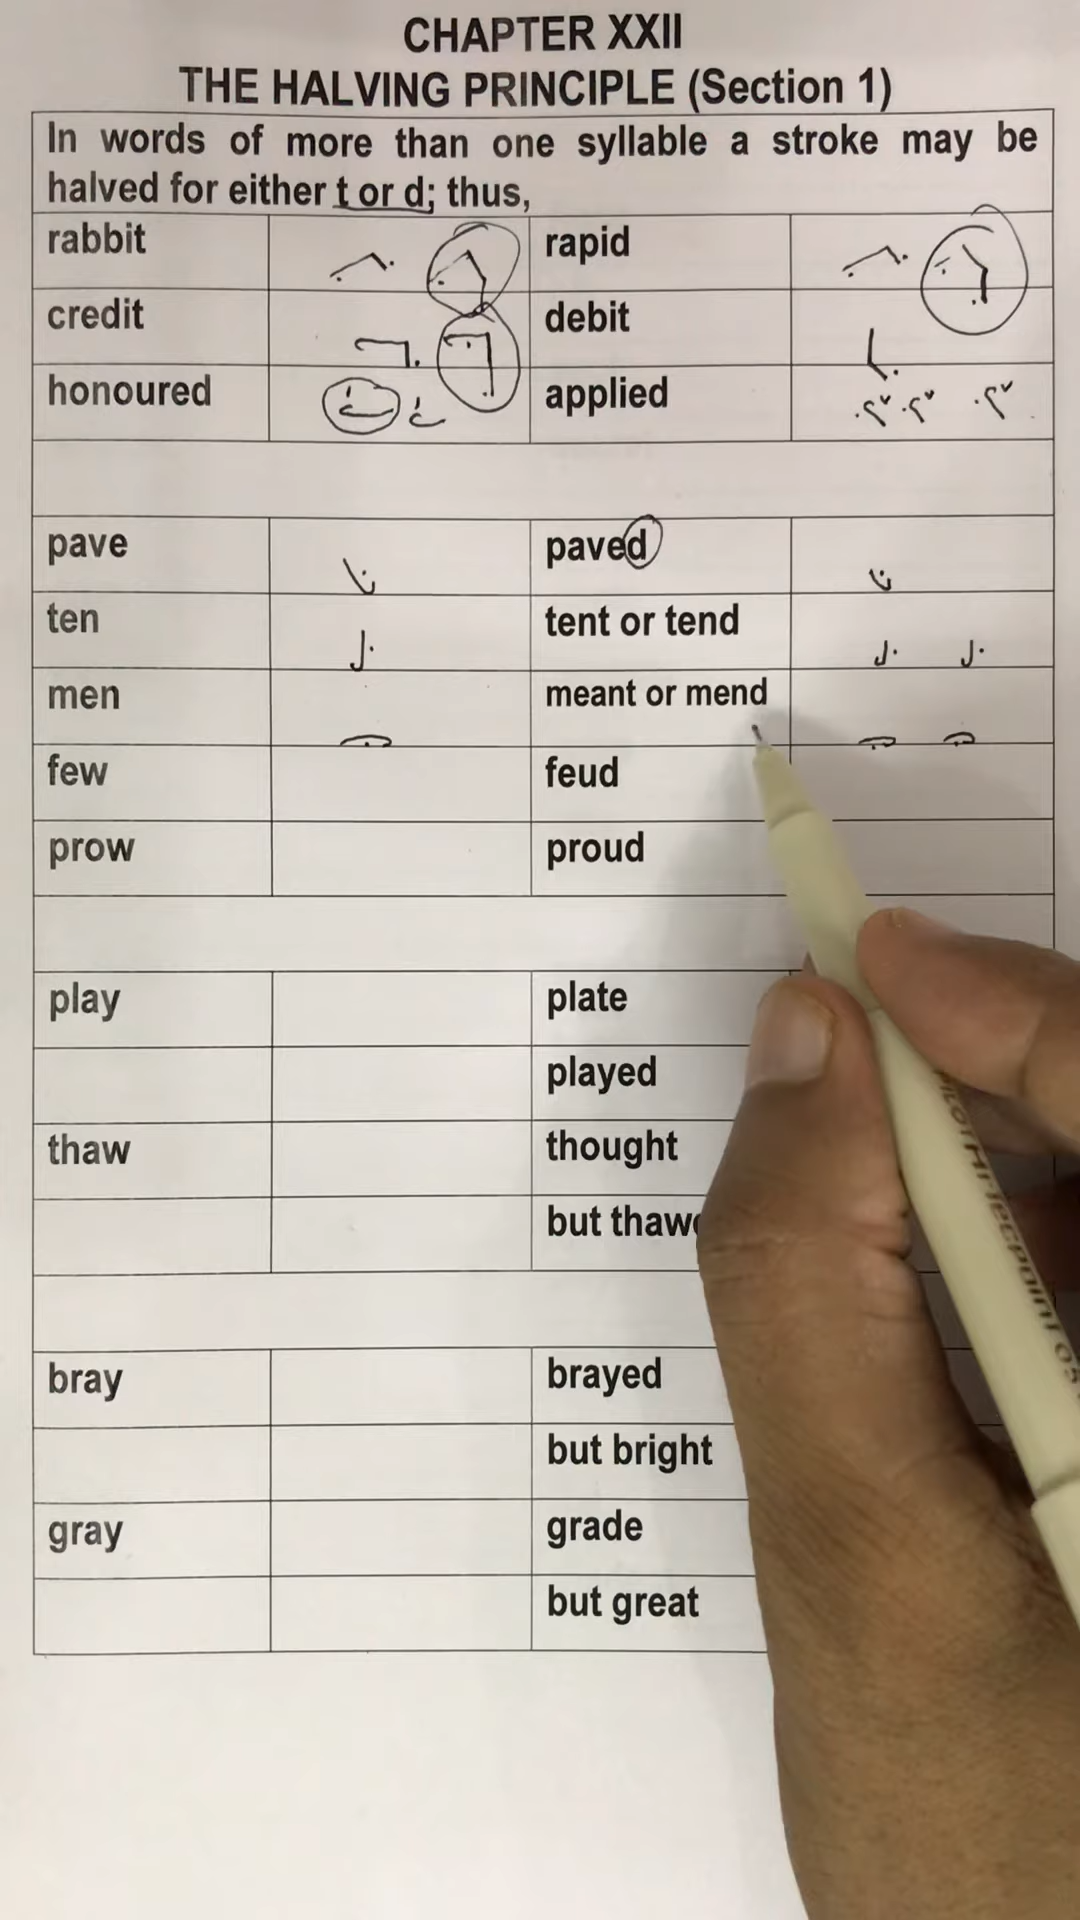 CHAPTER XXII
THE HALVING PRINCIPLE (Section 1)
In words of more than one syllable a stroke may be
halved for either t or d; thus,
rabbit rapid
credit debit
honoured applied
pave paved
ten tent or tend
men meant or mend
few feud
prow proud
play plate
played
thaw thought
but
bray brayed
but bright
gray grade
but great
PILOT